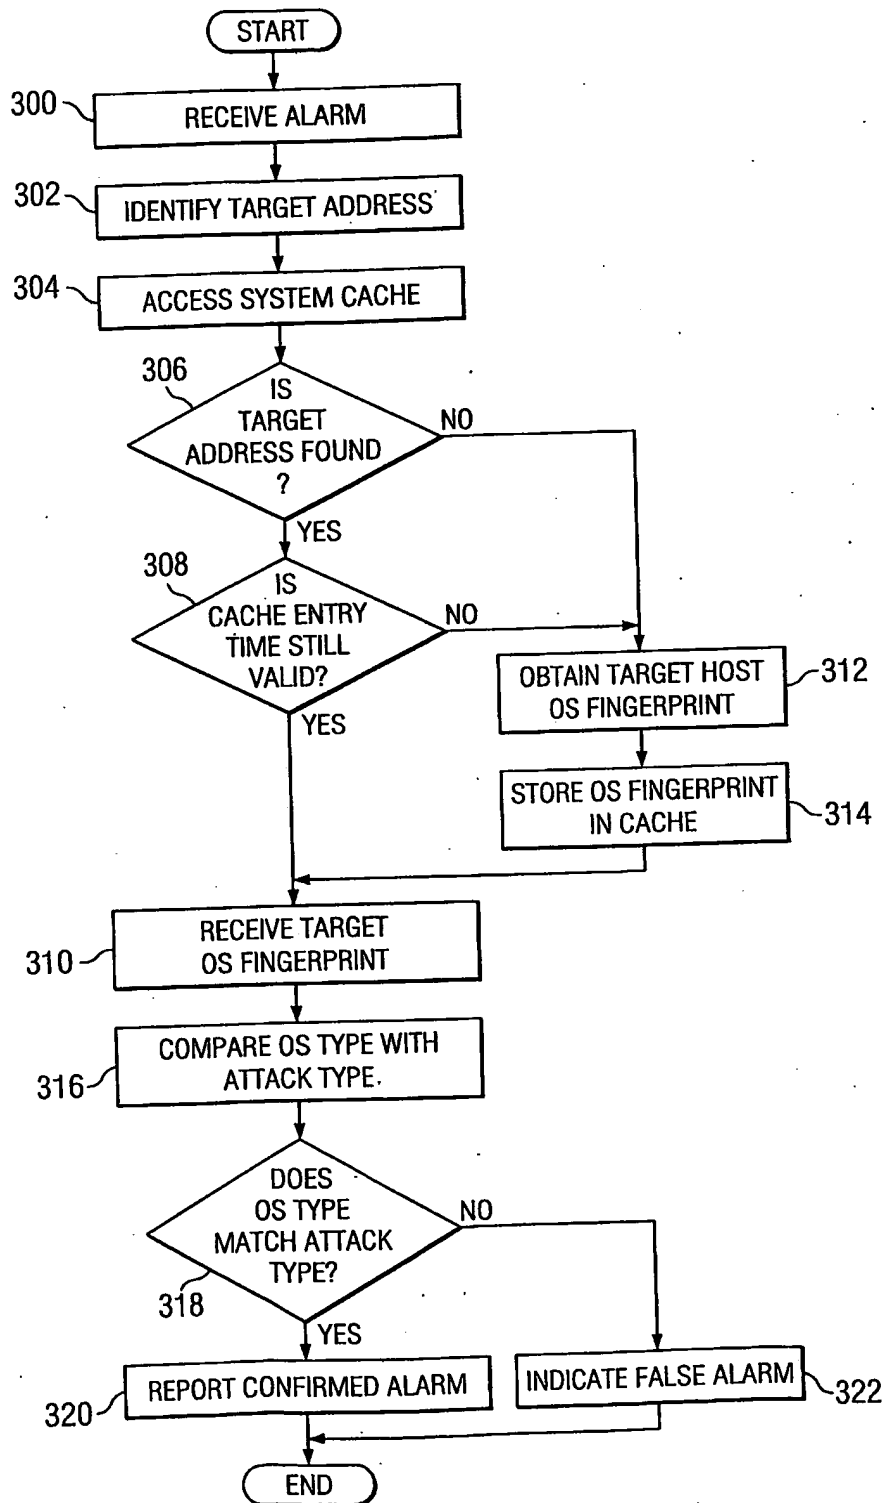 START
300
RECEIVE ALARM
302
IDENTIFY TARGET ADDRESS
304
ACCESS SYSTEM CACHE
306
IS
TARGET
ADDRESS FOUND
?
NO
YES
308
IS
CACHE ENTRY
TIME STILL
VALID?
NO
YES
OBTAIN TARGET HOST
OS FINGERPRINT
312
STORE OS FINGERPRINT
IN CACHE
314
310
RECEIVE TARGET
OS FINGERPRINT
316
COMPARE OS TYPE WITH
ATTACK TYPE.
DOES
OS TYPE
MATCH ATTACK
TYPE?
NO
318
YES
320
REPORT CONFIRMED ALARM
INDICATE FALSE ALARM
322
END